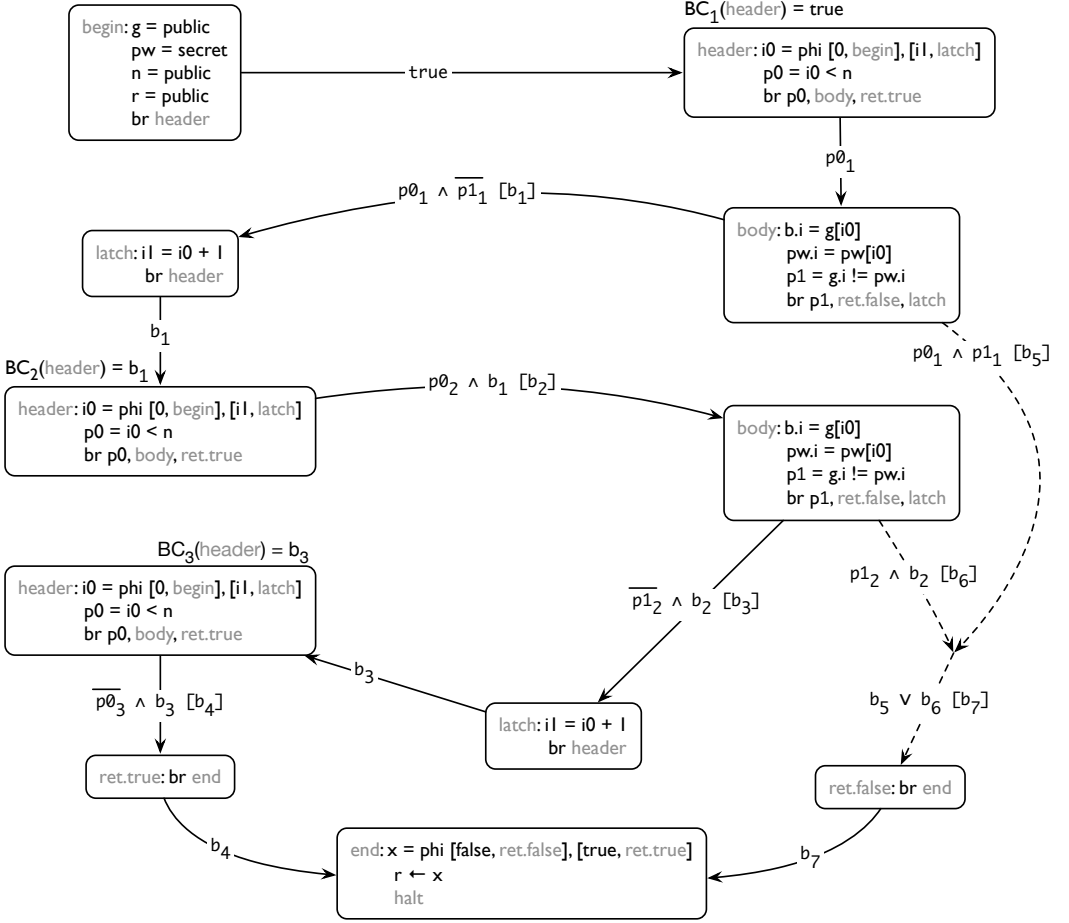 begin: g = public
pw = secret
n = public
r = public
br header
true
BC1(header) = true
header: i0 = phi [0, begin], [i1, latch]
p0 = i0 < n
br p0, body, ret.true
p01
p01 ∧ p̅1̅1 [b1]
body: b.i = g[i0]
pw.i = pw[i0]
p1 = g.i != pw.i
br p1, ret.false, latch
latch: i1 = i0 + 1
br header
b1
p01 ∧ p11 [b5]
BC2(header) = b1
header: i0 = phi [0, begin], [i1, latch]
p0 = i0 < n
br p0, body, ret.true
p02 ∧ b1 [b2]
body: b.i = g[i0]
pw.i = pw[i0]
p1 = g.i != pw.i
br p1, ret.false, latch
BC3(header) = b3
header: i0 = phi [0, begin], [i1, latch]
p0 = i0 < n
br p0, body, ret.true
p̅1̅2 ∧ b2 [b3]
p12 ∧ b2 [b6]
b3
p̅0̅3 ∧ b3 [b4]
b5 ∨ b6 [b7]
latch: i1 = i0 + 1
br header
ret.true: br end
ret.false: br end
b4
b7
end: x = phi [false, ret.false], [true, ret.true]
r ← x
halt